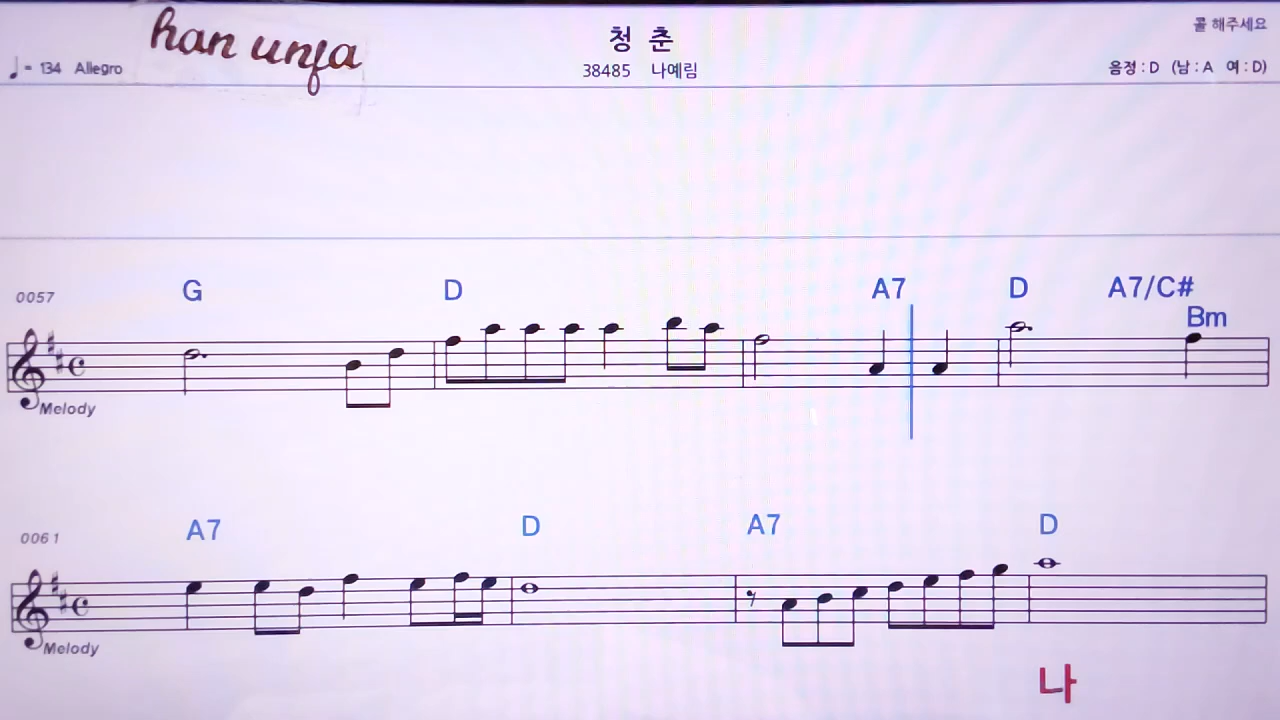 han unja
청 춘
콜 해주세요
♩= 134 Allegro
38485 나예림
음정 : D (남 : A 여 : D)
G D A7 D A7/C#
Bm
0057
Melody
A7 D A7 D
0061
Melody
나